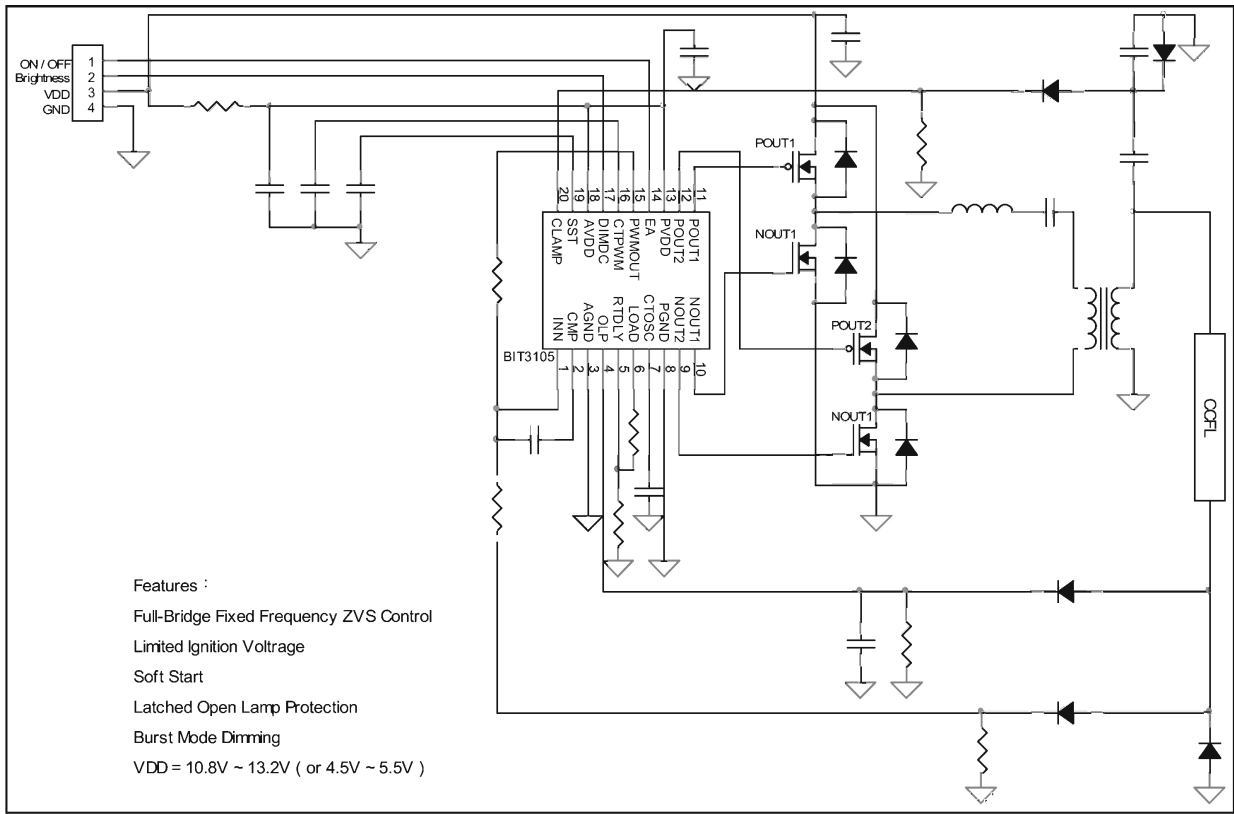 ON / OFF 1
Brightness 2
VDD 3
GND 4
POUT1
NOUT1
POUT2
NOUT1
20 19 18 17 16 15 14 13 12 11
CLAMP
SST
AVDD
DIMDC
CTPWM
PWMOUT
EA
PVDD
POUT2
POUT1
INN
CMP
AGND
OLP
RTDLY
LOAD
CTOSC
PGND
NOUT2
NOUT1
BIT3105
1 2 3 4 5 6 7 8 9 10
CCFL
Features :
Full-Bridge Fixed Frequency ZVS Control
Limited Ignition Voltrage
Soft Start
Latched Open Lamp Protection
Burst Mode Dimming
VDD = 10.8V ~ 13.2V ( or 4.5V ~ 5.5V )